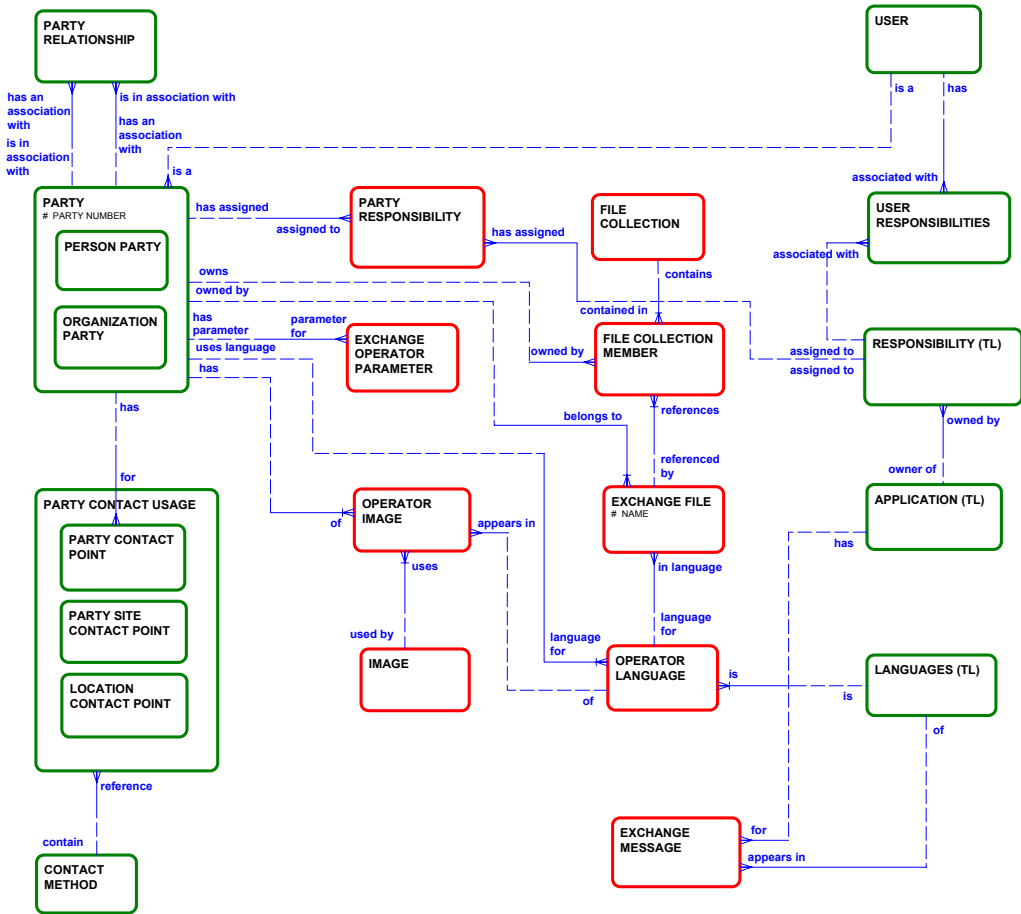 PARTY
RELATIONSHIP
USER
has an
association
with
is in association with
is a
has
is in
association
with
has an
association
with
is a
associated with
PARTY
# PARTY NUMBER
PERSON PARTY
ORGANIZATION
PARTY
has assigned
assigned to
PARTY
RESPONSIBILITY
has assigned
FILE
COLLECTION
contains
USER
RESPONSIBILITIES
associated with
owns
owned by
has
parameter
uses language
has
parameter
for
EXCHANGE
OPERATOR
PARAMETER
contained in
owned by
FILE COLLECTION
MEMBER
assigned to
assigned to
RESPONSIBILITY (TL)
owned by
has
for
belongs to
references
referenced
by
owner of
PARTY CONTACT USAGE
PARTY CONTACT
POINT
PARTY SITE
CONTACT POINT
LOCATION
CONTACT POINT
of
OPERATOR
IMAGE
appears in
EXCHANGE FILE
# NAME
APPLICATION (TL)
has
uses
in language
used by
IMAGE
language
for
language
for
of
OPERATOR
LANGUAGE
is
is
LANGUAGES (TL)
of
reference
contain
CONTACT
METHOD
EXCHANGE
MESSAGE
for
appears in